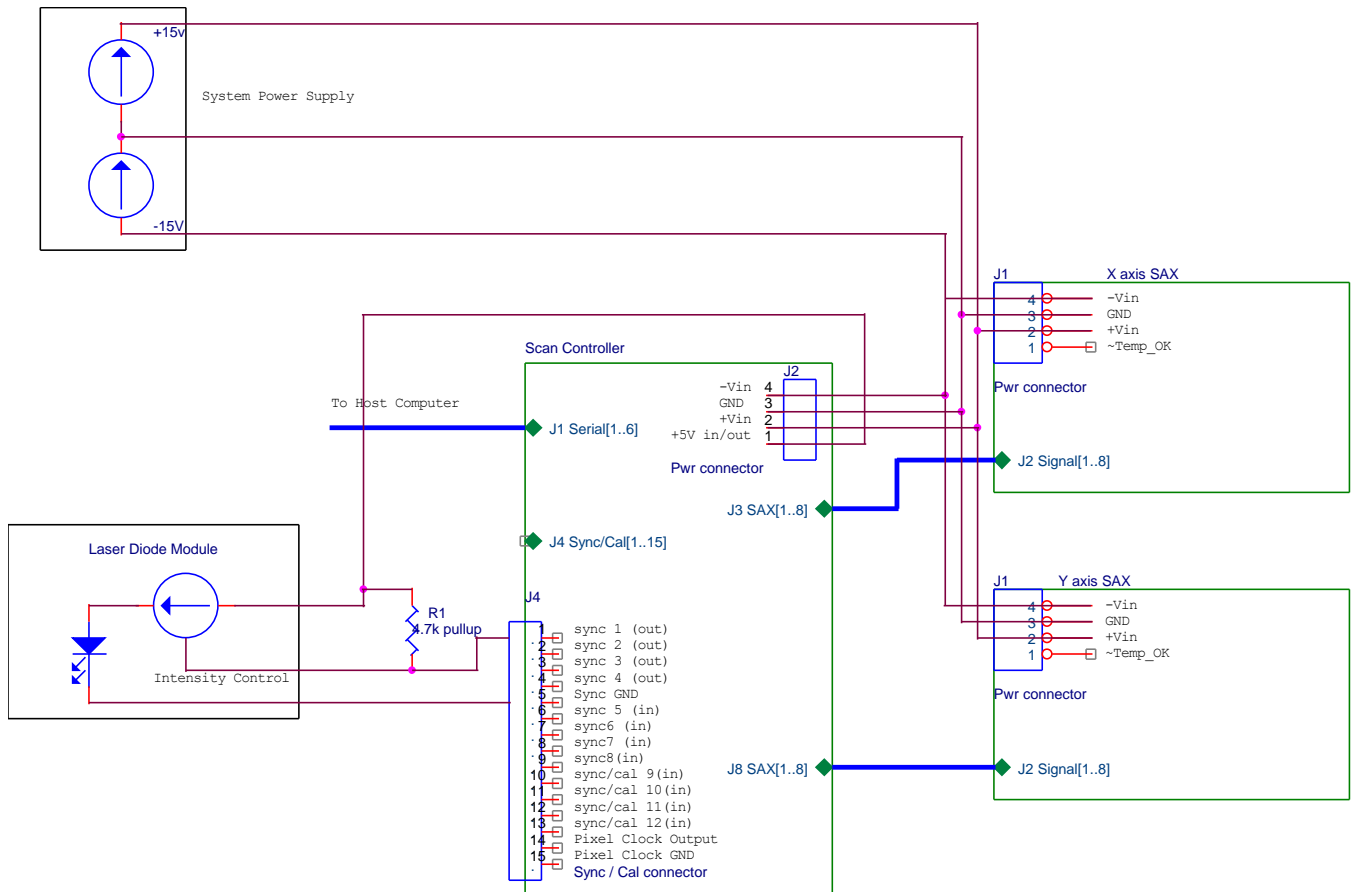 +15v
System Power Supply
-15V
J1 X axis SAX
4 -Vin
3 GND
2 +Vin
1 ~Temp_OK
Pwr connector
J2 Signal[1..8]
Scan Controller
J2
-Vin 4
GND 3
+Vin 2
+5V in/out 1
Pwr connector
To Host Computer
J1 Serial[1..6]
J3 SAX[1..8]
J4 Sync/Cal[1..15]
Laser Diode Module
Intensity Control
R1
4.7k pullup
J4
1 sync 1 (out)
2 sync 2 (out)
3 sync 3 (out)
4 sync 4 (out)
5 Sync GND
6 sync 5 (in)
7 sync6 (in)
8 sync7 (in)
9 sync8(in)
10 sync/cal 9(in)
11 sync/cal 10(in)
12 sync/cal 11(in)
13 sync/cal 12(in)
14 Pixel Clock Output
15 Pixel Clock GND
Sync / Cal connector
J1 Y axis SAX
4 -Vin
3 GND
2 +Vin
1 ~Temp_OK
Pwr connector
J8 SAX[1..8]
J2 Signal[1..8]